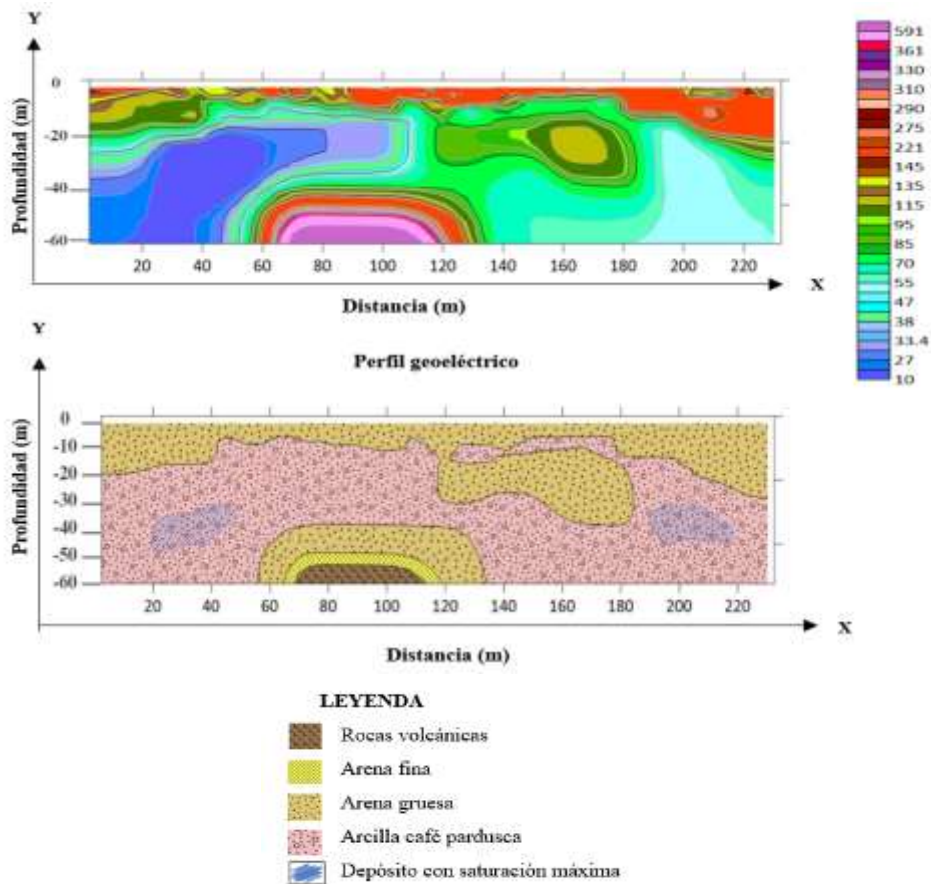 Y
Profundidad (m)
0
-20
-40
-60
20 40 60 80 100 120 140 160 180 200 220
X
Distancia (m)
591
361
330
310
290
275
221
145
135
115
95
85
70
55
47
38
33.4
27
10
Y
Perfil geoeléctrico
Profundidad (m)
0
-10
-20
-30
-40
-50
-60
20 40 60 80 100 120 140 160 180 200 220
X
Distancia (m)
LEYENDA
Rocas volcánicas
Arena fina
Arena gruesa
Arcilla café pardusca
Depósito con saturación máxima